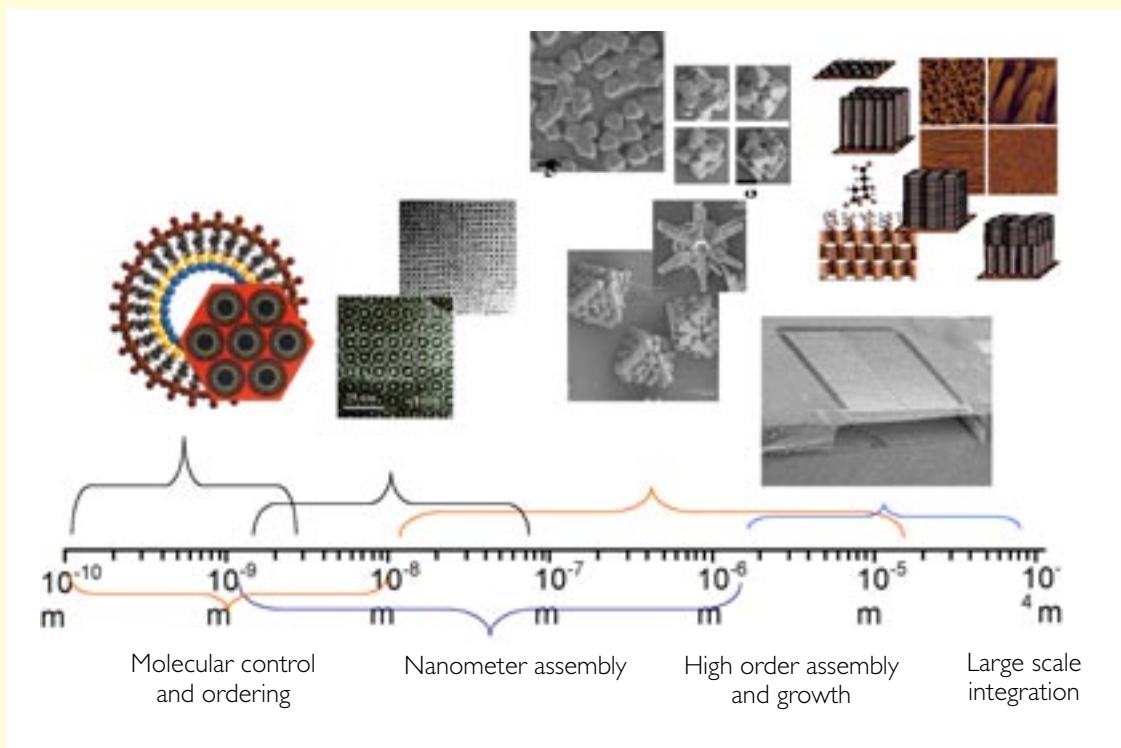 10-10
m
10-9
m
10-8
m
10-7
m
10-6
m
10-5
m
10-
4 m
Molecular control
and ordering
Nanometer assembly
High order assembly
and growth
Large scale
integration